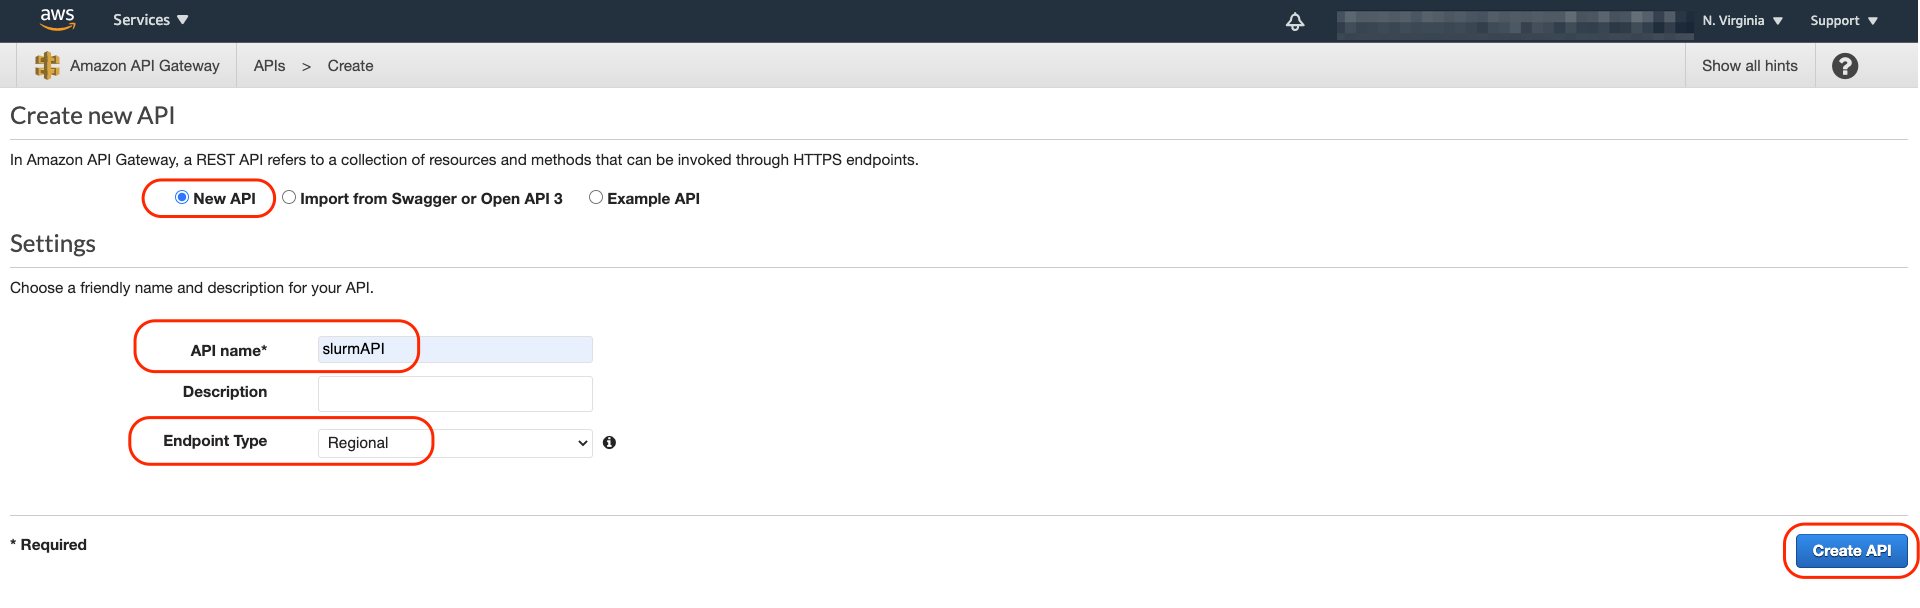 aws Services N. Virginia Support
Amazon API Gateway APIs > Create Show all hints ?
Create new API
In Amazon API Gateway, a REST API refers to a collection of resources and methods that can be invoked through HTTPS endpoints.
New API Import from Swagger or Open API 3 Example API
Settings
Choose a friendly name and description for your API.
API name* slurmAPI
Description
Endpoint Type Regional
* Required Create API